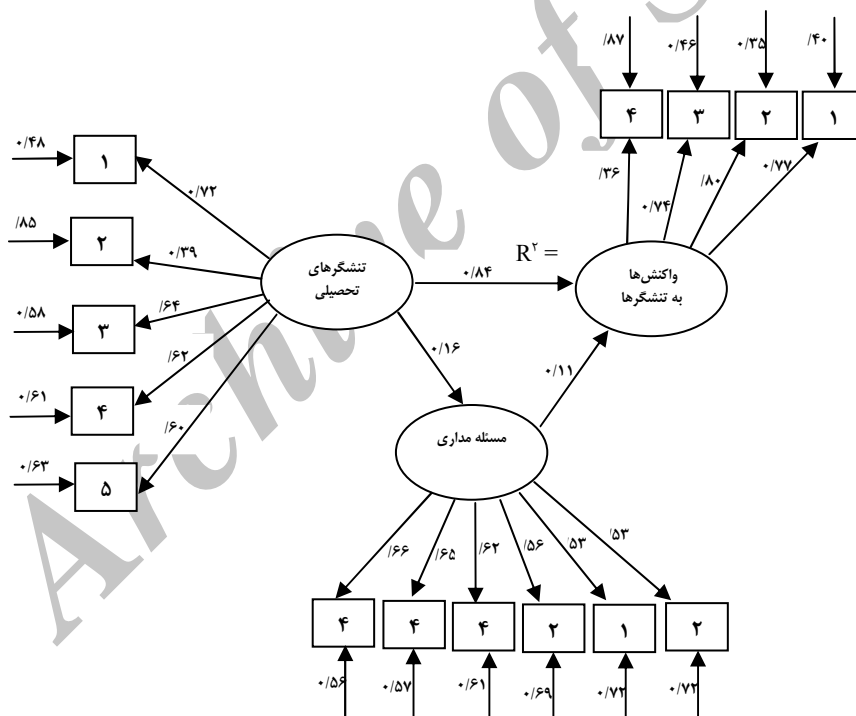 /۸۷ ۰/۴۶ ۰/۳۵ /۴۰
۴ ۳ ۲ ۱
/۳۶ ۰/۷۴ /۸۰ ۰/۷۷
۰/۴۸ ۱ ۰/۷۲
/۸۵ ۲ ۰/۳۹
۰/۵۸ ۳ /۶۴
۰/۶۱ ۴ /۶۲
۰/۶۳ ۵ /۶۰
تنشگرهای
تحصیلی
۰/۸۴
R۲ =
واکنش‌ها
به تنشگرها
۰/۱۶
۰/۱۱
مسئله مداری
/۶۶ /۶۵ /۶۲ /۵۶ /۵۳ /۵۳
۴ ۴ ۴ ۲ ۱ ۲
۰/۵۶ ۰/۵۷ ۰/۶۱ ۰/۶۹ ۰/۷۲ ۰/۷۲
Archive of